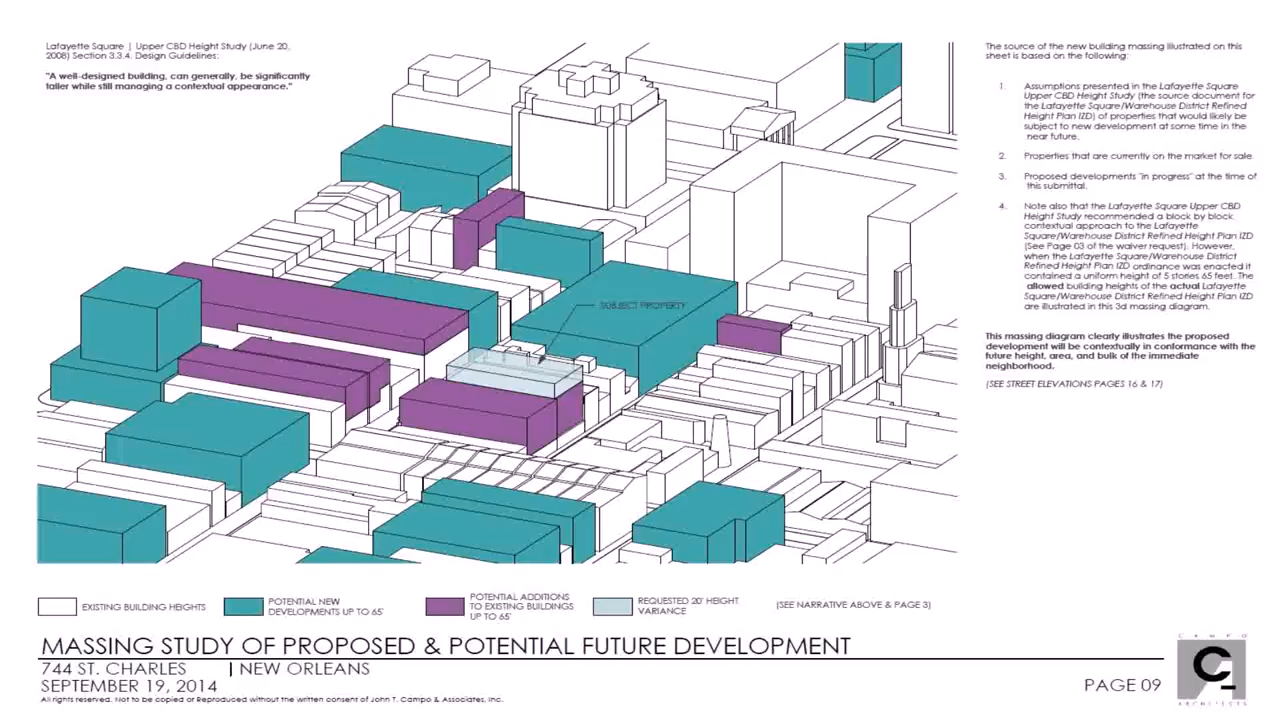 Lafayette Square | Upper CBD Height Study (June 20,
2008) Section 3.3.4. Design Guidelines:
"A well-designed building, can generally, be significantly
taller while still managing a contextual appearance."
The source of the new building massing illustrated on this
sheet is based on the following:
1. Assumptions presented in the Lafayette Square
Upper CBD Height Study (the source document for
the Lafayette Square/Warehouse District Refined
Height Plan IZD) of properties that would likely be
subject to new development at some time in the
near future.
2. Properties that are currently on the market for sale.
3. Proposed developments "in progress" at the time of
this submittal.
4. Note also that the Lafayette Square Upper CBD
Height Study recommended a block by block
contextual approach to the Lafayette
Square/Warehouse District Refined Height Plan IZD
(See Page 03 of the waiver request). However,
when the Lafayette Square/Warehouse District
Refined Height Plan IZD ordinance was enacted it
contained a uniform height of 5 stories 65 feet. The
allowed building heights of the actual Lafayette
Square/Warehouse District Refined Height Plan IZD
are illustrated in this 3d massing diagram.
This massing diagram clearly illustrates the proposed
development will be contextually in conformance with the
future height, area, and bulk of the immediate
neighborhood.
(SEE STREET ELEVATIONS PAGES 16 & 17)
SUBJECT PROPERTY
EXISTING BUILDING HEIGHTS
POTENTIAL NEW
DEVELOPMENTS UP TO 65'
POTENTIAL ADDITIONS
TO EXISTING BUILDINGS
UP TO 65'
REQUESTED 20' HEIGHT
VARIANCE
(SEE NARRATIVE ABOVE & PAGE 3)
MASSING STUDY OF PROPOSED & POTENTIAL FUTURE DEVELOPMENT
744 ST. CHARLES | NEW ORLEANS
SEPTEMBER 19, 2014
All rights reserved. Not to be copied or Reproduced without the written consent of John T. Campo & Associates, Inc.
PAGE 09
CAMPO
ARCHITECTS